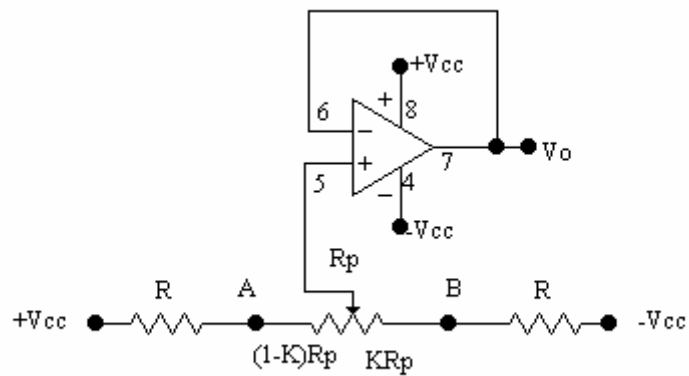 +Vcc
+
8
6
−
7
Vo
+
5
4
−
-Vcc
Rp
R
A
B
R
+Vcc
-Vcc
(1-K)Rp
KRp